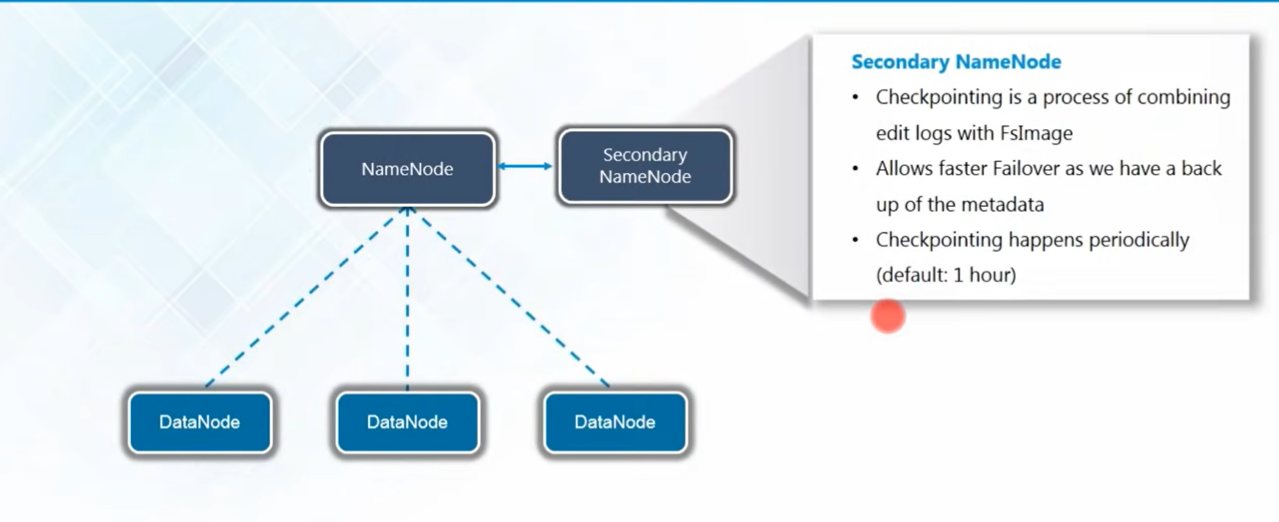 Secondary NameNode
• Checkpointing is a process of combining
edit logs with FsImage
• Allows faster Failover as we have a back
up of the metadata
• Checkpointing happens periodically
(default: 1 hour)
NameNode
Secondary
NameNode
DataNode
DataNode
DataNode